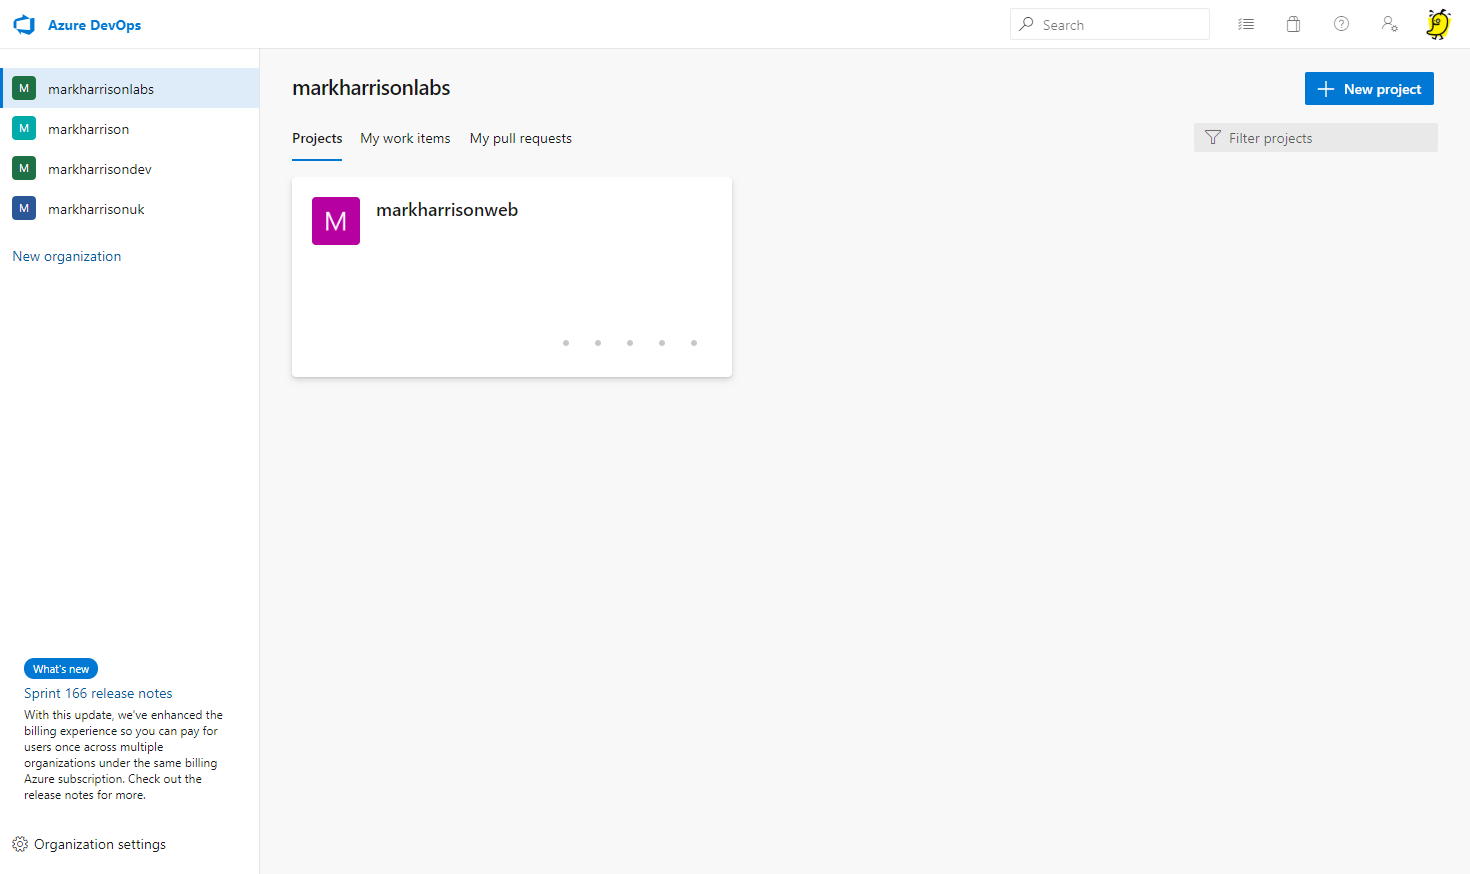 Azure DevOps
Search
M markharrisonlabs
M markharrison
M markharrisondev
M markharrisonuk
New organization
What's new
Sprint 166 release notes
With this update, we've enhanced the
billing experience so you can pay for
users once across multiple
organizations under the same billing
Azure subscription. Check out the
release notes for more.
Organization settings
markharrisonlabs
New project
Projects My work items My pull requests
Filter projects
M markharrisonweb